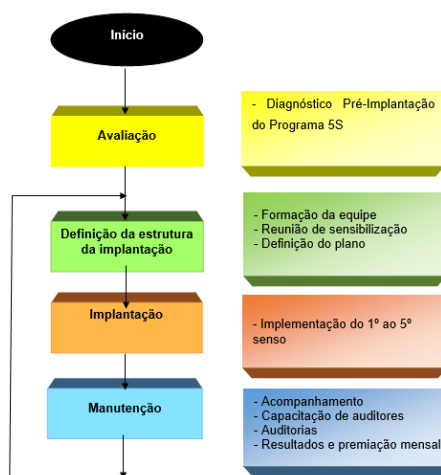 Início
Avaliação
- Diagnóstico Pré-Implantação
do Programa 5S
Definição da estrutura
da implantação
- Formação da equipe
- Reunião de sensibilização
- Definição do plano
Implantação
- Implementação do 1º ao 5º
senso
Manutenção
- Acompanhamento
- Capacitação de auditores
- Auditorias
- Resultados e premiação mensal